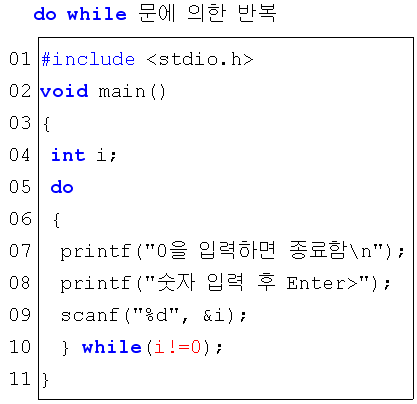 do while 문에 의한 반복
01 #include <stdio.h>
02 void main()
03 {
04 int i;
05 do
06 {
07 printf("0을 입력하면 종료함\n");
08 printf("숫자 입력 후 Enter>");
09 scanf("%d", &i);
10 } while(i!=0);
11 }